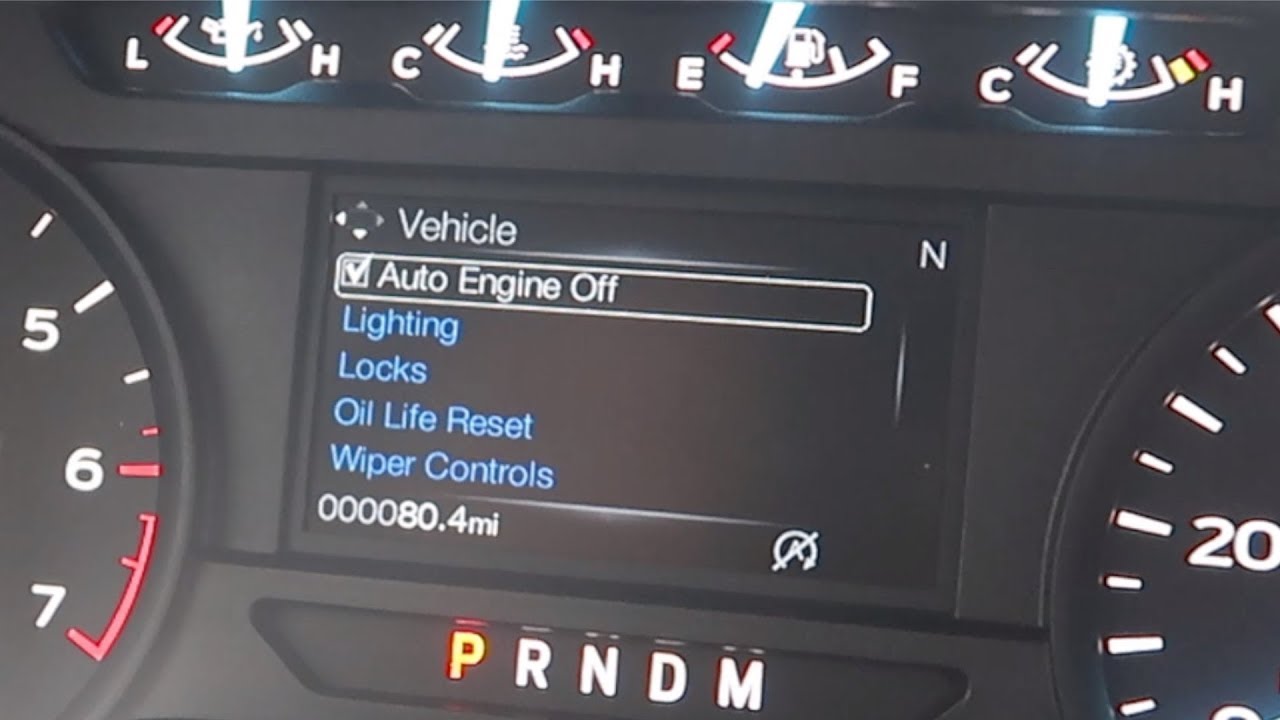 L H C H E F C H
Vehicle
N
Auto Engine Off
Lighting
Locks
Oil Life Reset
Wiper Controls
000080.4mi
A
5
6
7
20
P R N D M